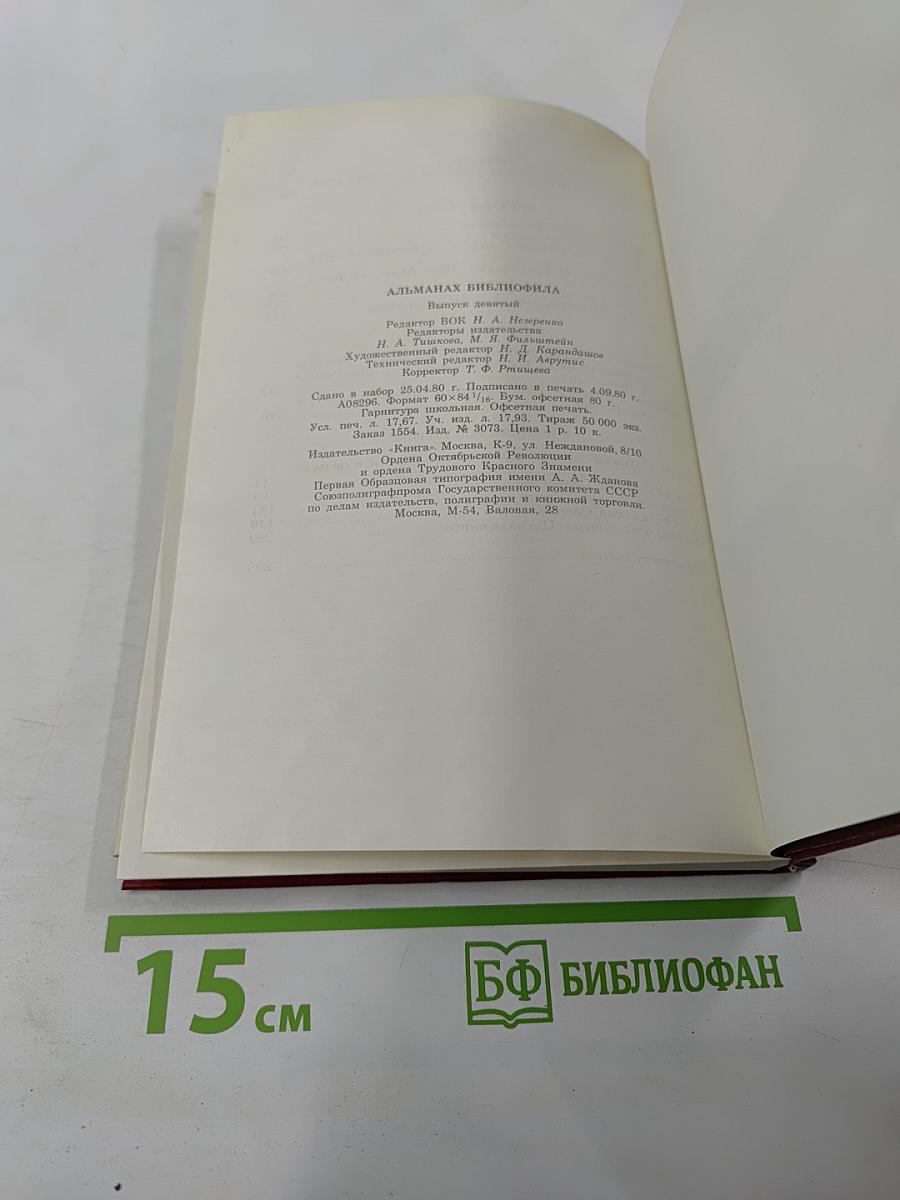 АЛЬМАНАХ БИБЛИОФИЛА
Выпуск девятый
Редактор ВОК Н. А. Незеренко
Редакторы издательства
Н. А. Тишкова, М. Я. Фильштейн
Художественный редактор Н. Д. Карандашов
Технический редактор Н. И. Аврутис
Корректор Т. Ф. Ртищева
Сдано в набор 25.04.80 г. Подписано в печать 4.09.80 г.
А08296. Формат 60×84 1/16. Бум. офсетная 80 г.
Гарнитура школьная. Офсетная печать.
Усл. печ. л. 17,67. Уч. изд. л. 17,93. Тираж 50 000 экз.
Заказ 1554. Изд. № 3073. Цена 1 р. 10 к.
Издательство «Книга». Москва, К-9, ул. Неждановой, 8/10.
Ордена Октябрьской Революции
и ордена Трудового Красного Знамени
Первая Образцовая типография имени А. А. Жданова
Союзполиграфпрома Государственного комитета СССР
по делам издательств, полиграфии и книжной торговли.
Москва, М-54, Валовая, 28
15 см
БФ БИБЛИОФАН